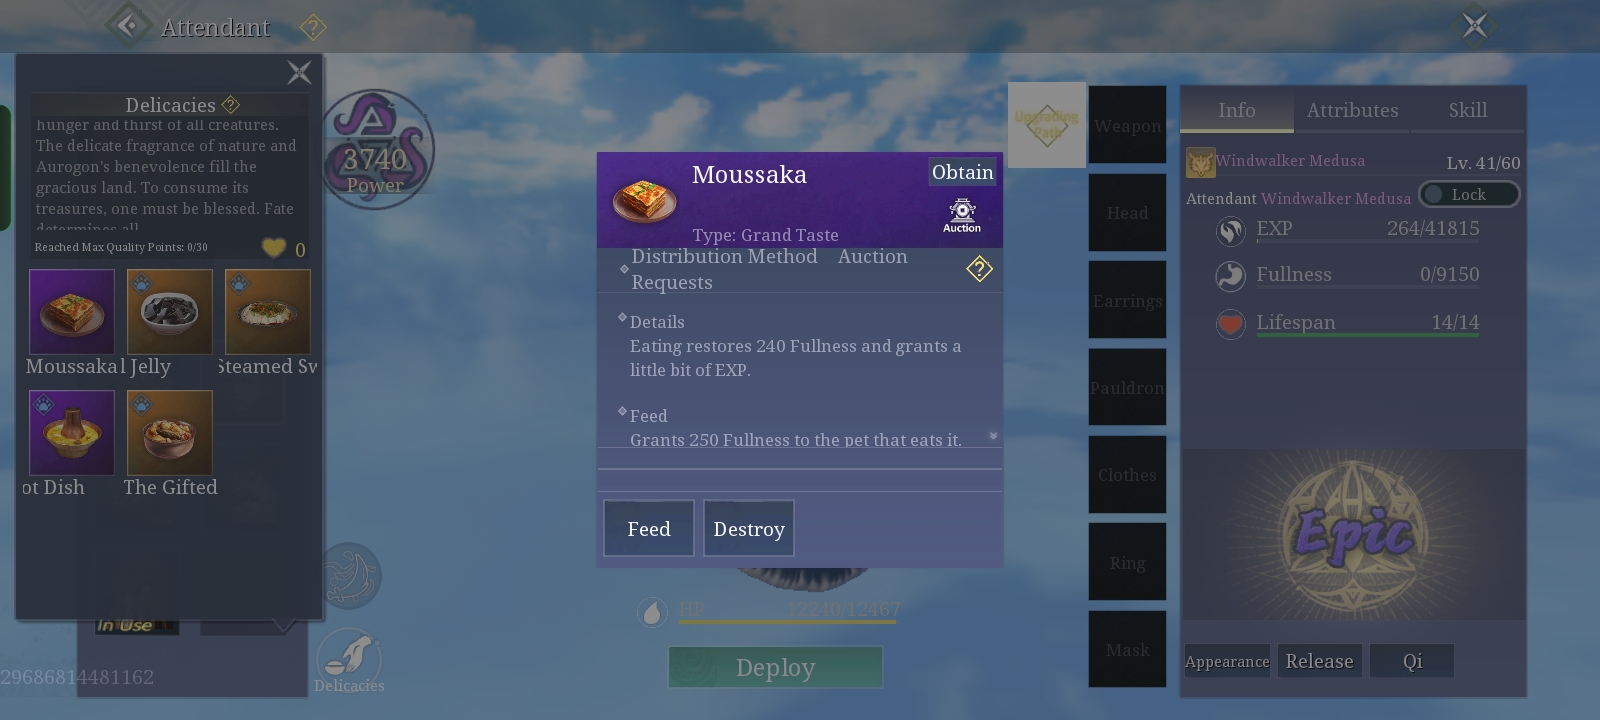 Attendant
Delicacies
hunger and thirst of all creatures.
The delicate fragrance of nature and
Aurogon's benevolence fill the
gracious land. To consume its
treasures, one must be blessed. Fate
determines all
Reached Max Quality Points: 0/30
0
Moussaka
l Jelly
Steamed Sw
ot Dish
The Gifted
In Use
29686814481162
Delicacies
3740
Power
Moussaka
Obtain
Auction
Type: Grand Taste
Distribution Method Auction
Requests
Details
Eating restores 240 Fullness and grants a
little bit of EXP.
Feed
Grants 250 Fullness to the pet that eats it.
Feed
Destroy
HP 12240/12467
Deploy
Upgrading
Path
Weapon
Head
Earrings
Pauldron
Clothes
Ring
Mask
Info
Attributes
Skill
Windwalker Medusa
Lv. 41/60
Attendant Windwalker Medusa
Lock
EXP 264/41815
Fullness 0/9150
Lifespan 14/14
Epic
Appearance
Release
Qi